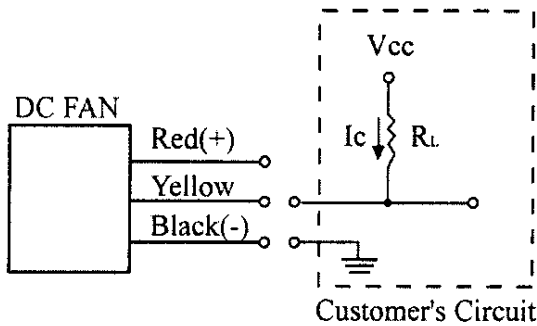 Vcc
DC FAN
Red(+)
Ic
RL
Yellow
Black(-)
Customer's Circuit